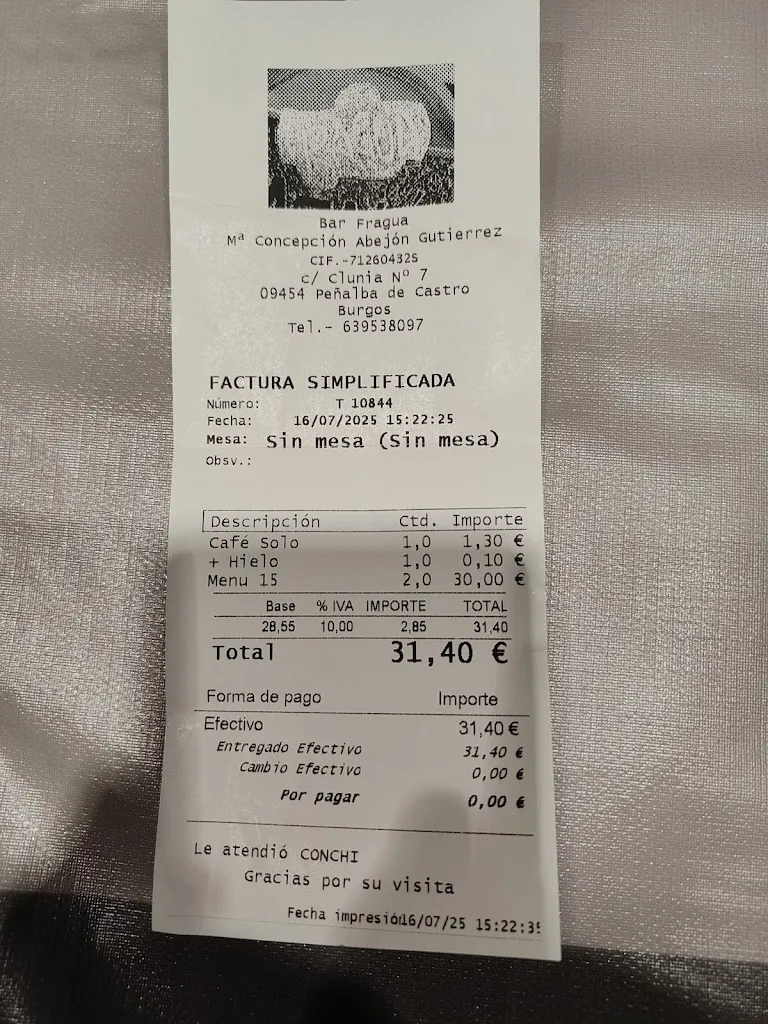 Bar Fragua
Mª Concepción Abejón Gutierrez
CIF.-71260432S
c/ Clunia Nº 7
09454 Peñalba de Castro
Burgos
Tel.- 639538097
FACTURA SIMPLIFICADA
Número: T 10844
Fecha: 16/07/2025 15:22:25
Mesa: Sin mesa (Sin mesa)
Obsv.:
Descripción Ctd. Importe
Café Solo 1,0 1,30 €
+ Hielo 1,0 0,10 €
Menu 15 2,0 30,00 €
Base % IVA IMPORTE TOTAL
28,55 10,00 2,85 31,40
Total 31,40 €
Forma de pago Importe
Efectivo 31,40 €
Entregado Efectivo 31,40 €
Cambio Efectivo 0,00 €
Por pagar 0,00 €
Le atendió CONCHI
Gracias por su visita
Fecha impresión 16/07/25 15:22:35